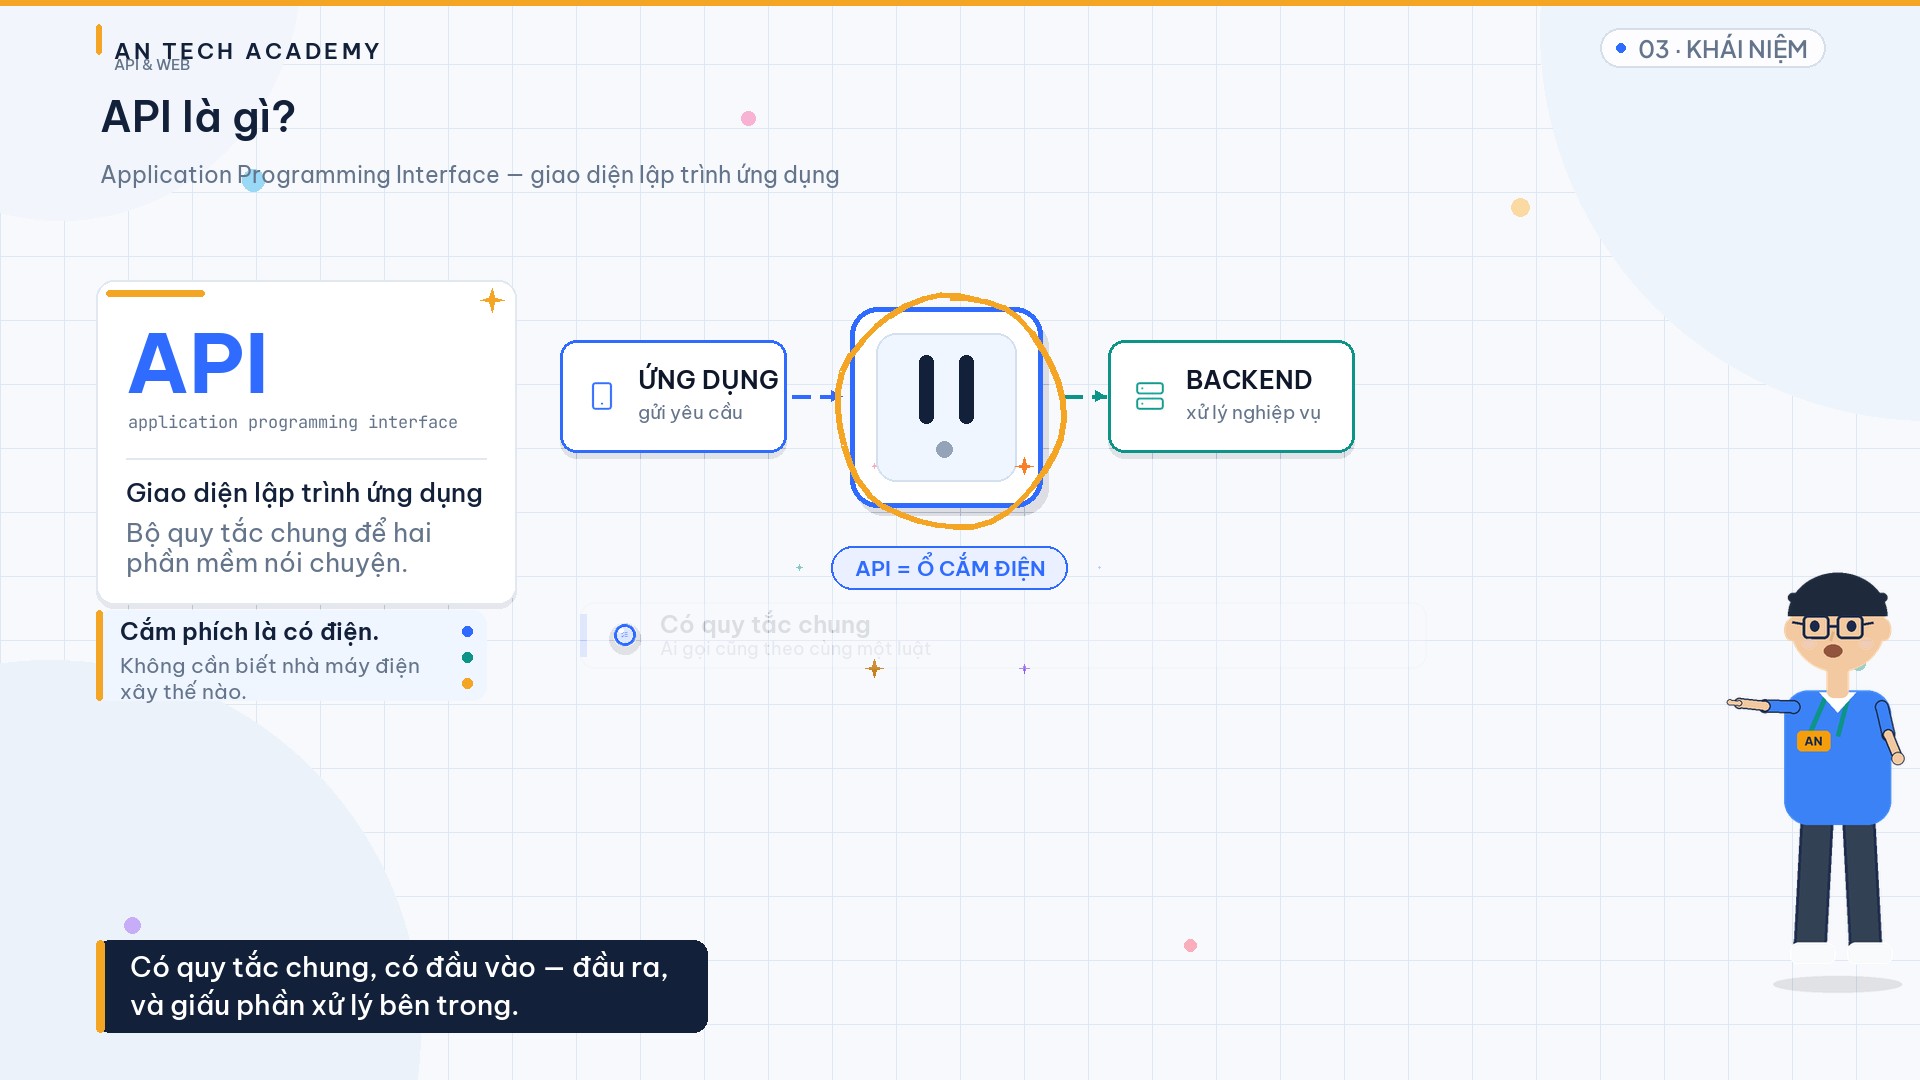 AN TECH ACADEMY
API & WEB
03 · KHÁI NIỆM
API là gì?
Application Programming Interface — giao diện lập trình ứng dụng
API
application programming interface
Giao diện lập trình ứng dụng
Bộ quy tắc chung để hai
phần mềm nói chuyện.
Cắm phích là có điện.
Không cần biết nhà máy điện
xây thế nào.
ỨNG DỤNG
gửi yêu cầu
BACKEND
xử lý nghiệp vụ
API = Ổ CẮM ĐIỆN
Có quy tắc chung
Ai gọi cũng theo cùng một luật
AN
Có quy tắc chung, có đầu vào — đầu ra,
và giấu phần xử lý bên trong.